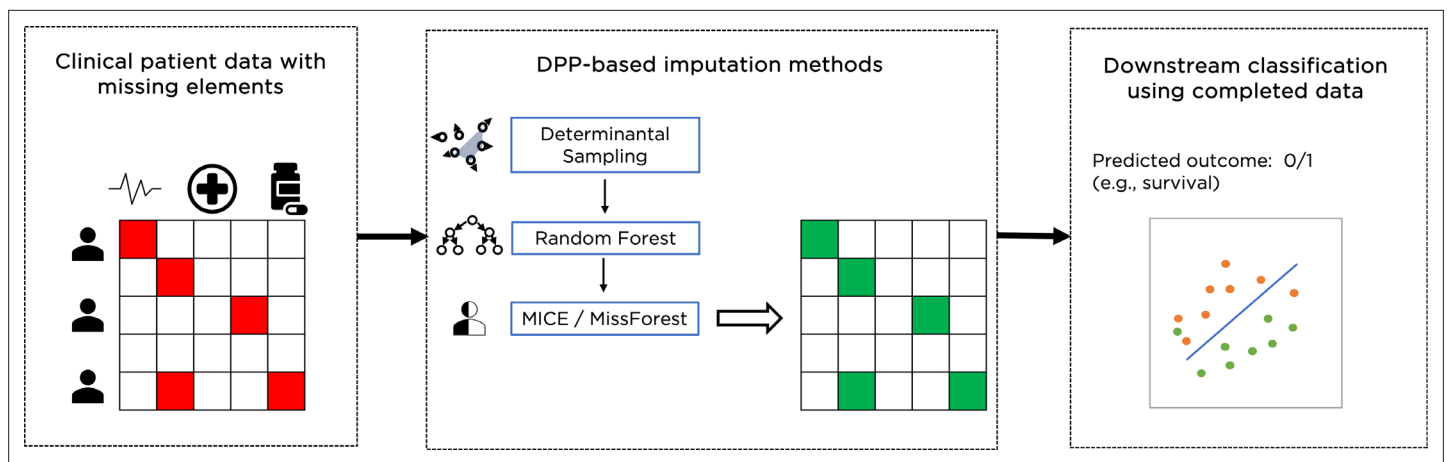 Clinical patient data with
missing elements
DPP-based imputation methods
Determinantal
Sampling
Random Forest
MICE / MissForest
Downstream classification
using completed data
Predicted outcome: 0/1
(e.g., survival)